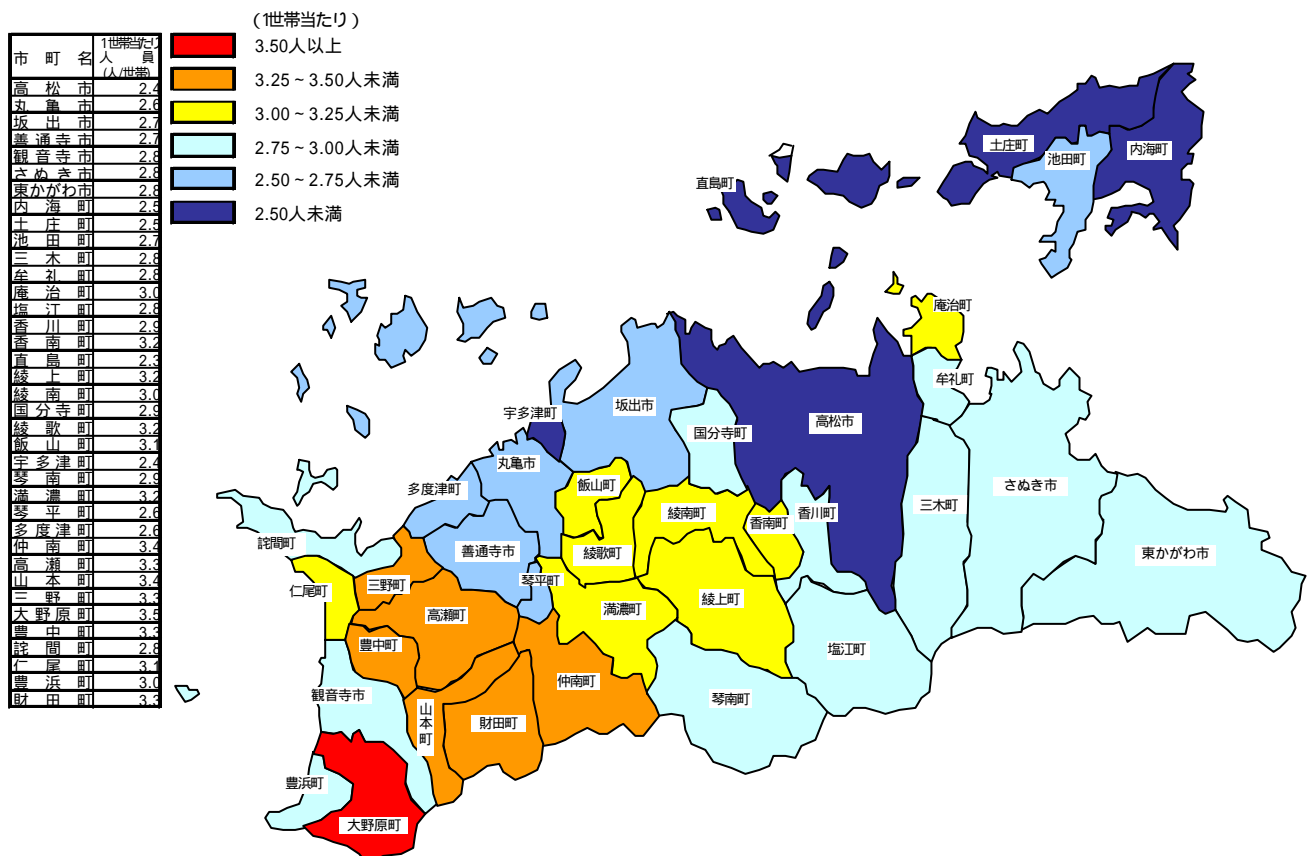 (1世帯当たり)
3.50人以上
3.25~3.50人未満
3.00~3.25人未満
2.75~3.00人未満
2.50~2.75人未満
2.50人未満
市 町 名 1世帯当たり人員(人/世帯)
高松市 2.4
丸亀市 2.6
坂出市 2.7
善通寺市 2.7
観音寺市 2.8
さぬき市 2.8
東かがわ市 2.8
内海町 2.5
土庄町 2.5
池田町 2.7
三木町 2.8
牟礼町 2.8
庵治町 3.0
塩江町 2.8
香川町 2.9
香南町 3.2
直島町 2.3
綾上町 3.2
綾南町 3.0
国分寺町 2.9
綾歌町 3.2
飯山町 3.1
宇多津町 2.4
琴南町 2.9
満濃町 3.2
琴平町 2.6
多度津町 2.6
仲南町 3.4
高瀬町 3.3
山本町 3.4
三野町 3.3
大野原町 3.5
豊中町 3.3
詫間町 2.8
仁尾町 3.1
豊浜町 3.0
財田町 3.3
土庄町
内海町
池田町
直島町
庵治町
牟礼町
坂出市
宇多津町
高松市
国分寺町
丸亀市
飯山町
多度津町
さぬき市
香川町
三木町
綾南町
香南町
詫間町
善通寺市
綾歌町
東かがわ市
琴平町
三野町
仁尾町
綾上町
満濃町
高瀬町
豊中町
塩江町
仲南町
琴南町
観音寺市
山本町
財田町
豊浜町
大野原町